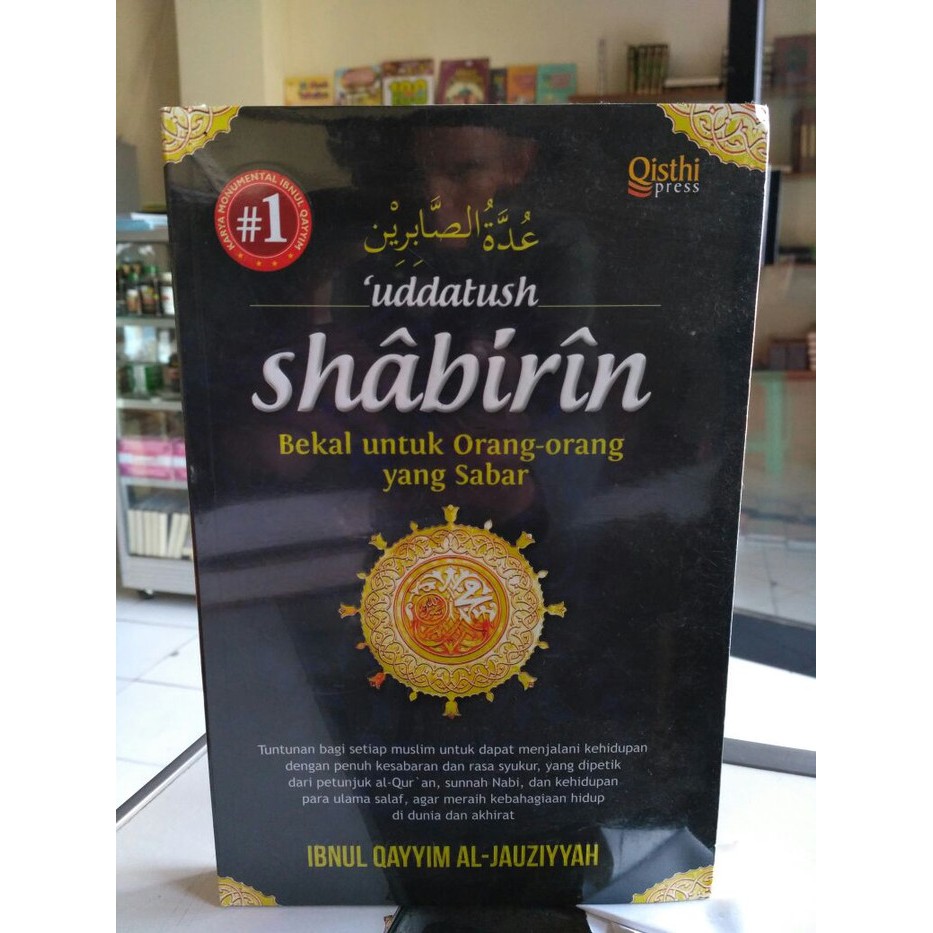 KARYA MONUMENTAL IBNUL QAYYIM
#1
Qisthi
press
عُدَّةُ الصَّابِرِيْن
‘uddatush
shâbirîn
Bekal untuk Orang-orang
yang Sabar
Tuntunan bagi setiap muslim untuk dapat menjalani kehidupan
dengan penuh kesabaran dan rasa syukur, yang dipetik
dari petunjuk al-Qur`an, sunnah Nabi, dan kehidupan
para ulama salaf, agar meraih kebahagiaan hidup
di dunia dan akhirat
IBNUL QAYYIM AL-JAUZIYYAH